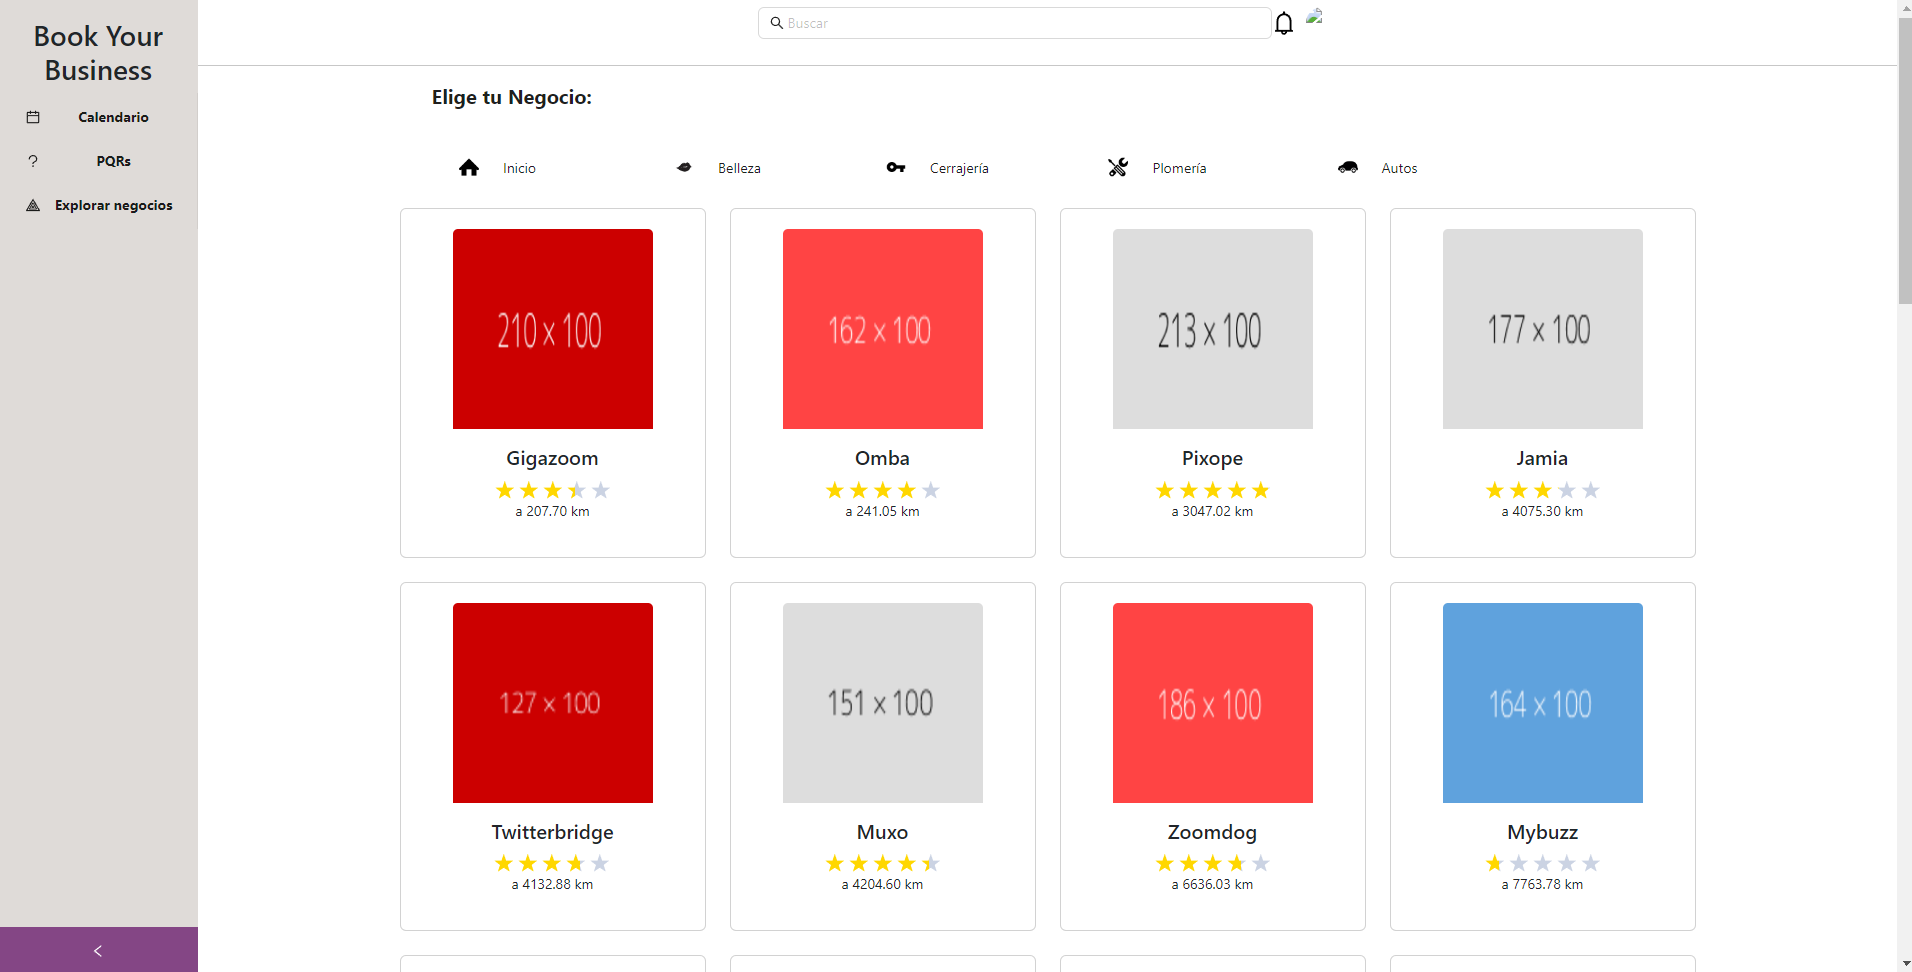 Book Your
Business
Calendario
PQRs
Explorar negocios
Buscar
Elige tu Negocio:
Inicio
Belleza
Cerrajería
Plomería
Autos
210 x 100
Gigazoom
a 207.70 km
162 x 100
Omba
a 241.05 km
213 x 100
Pixope
a 3047.02 km
177 x 100
Jamia
a 4075.30 km
127 x 100
Twitterbridge
a 4132.88 km
151 x 100
Muxo
a 4204.60 km
186 x 100
Zoomdog
a 6636.03 km
164 x 100
Mybuzz
a 7763.78 km